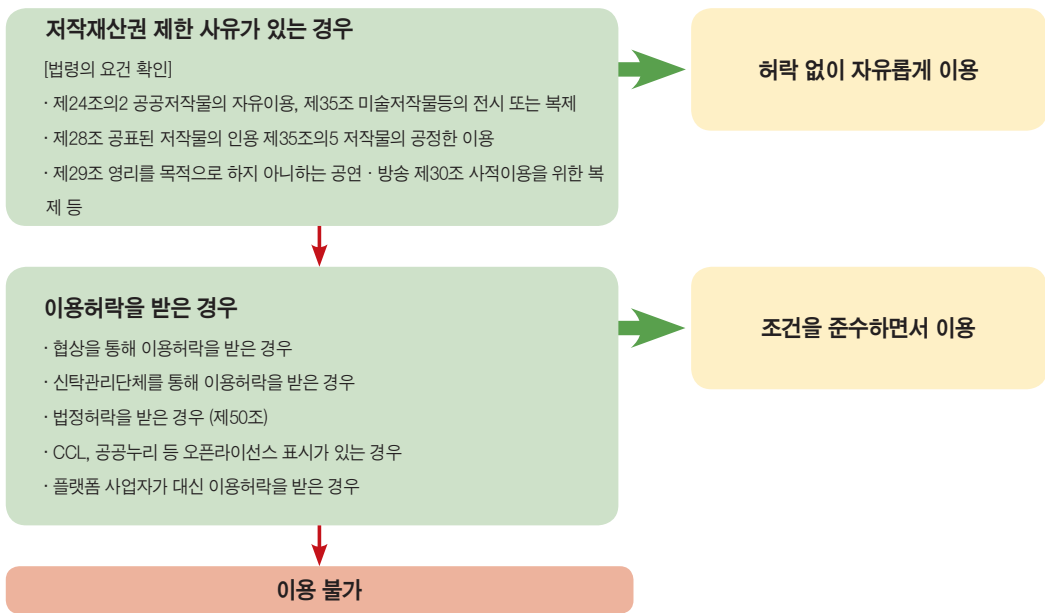 저작재산권 제한 사유가 있는 경우
[법령의 요건 확인]
· 제24조의2 공공저작물의 자유이용, 제35조 미술저작물등의 전시 또는 복제
· 제28조 공표된 저작물의 인용 제35조의5 저작물의 공정한 이용
· 제29조 영리를 목적으로 하지 아니하는 공연 · 방송 제30조 사적이용을 위한 복
제 등
허락 없이 자유롭게 이용
이용허락을 받은 경우
· 협상을 통해 이용허락을 받은 경우
· 신탁관리단체를 통해 이용허락을 받은 경우
· 법정허락을 받은 경우 (제50조)
· CCL, 공공누리 등 오픈라이선스 표시가 있는 경우
· 플랫폼 사업자가 대신 이용허락을 받은 경우
조건을 준수하면서 이용
이용 불가